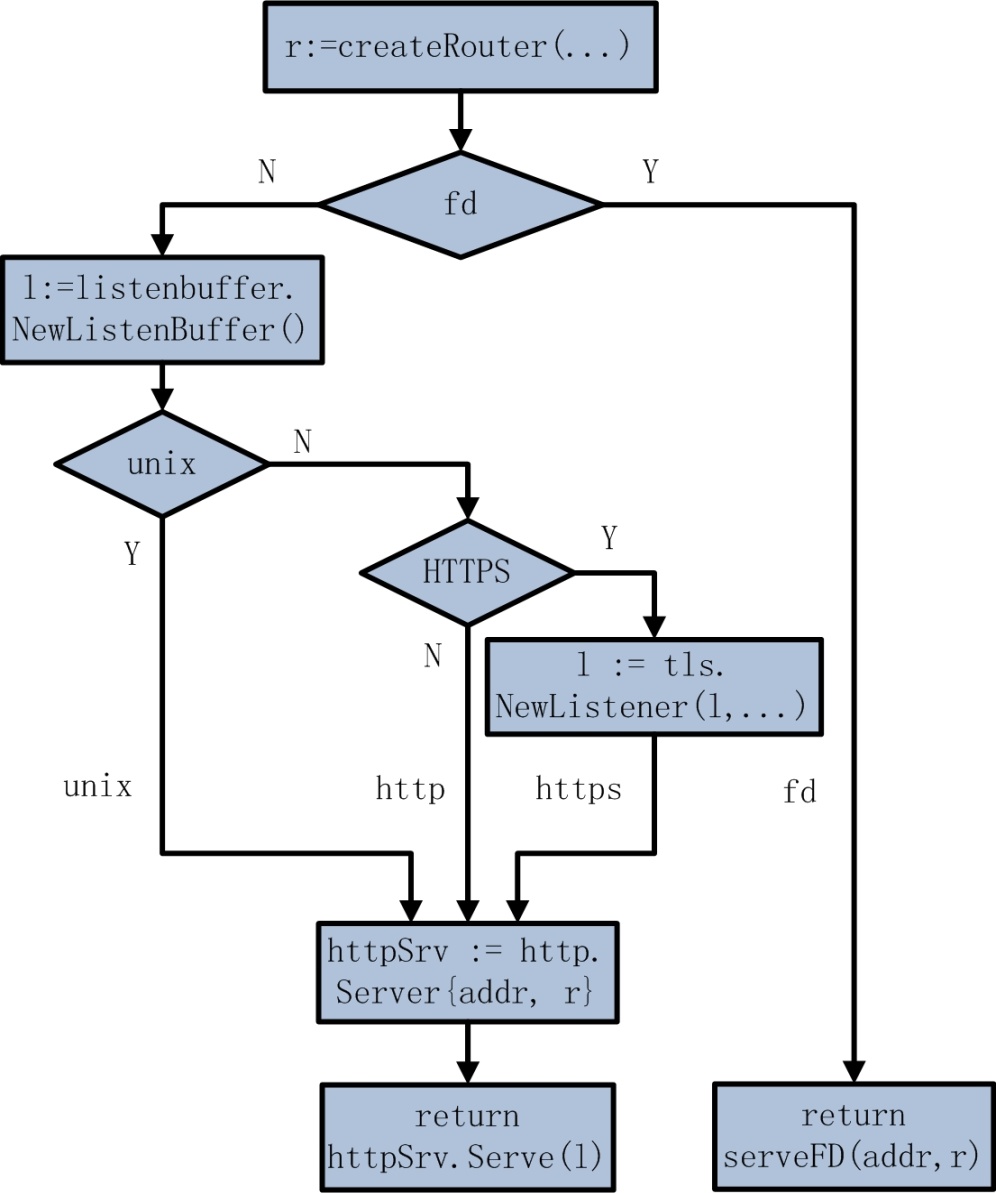 r:=createRouter(...)
N
Y
fd
l:=listenbuffer.
NewListenBuffer()
unix
N
Y
HTTPS
Y
N
l := tls.
NewListener(l,...)
unix
http
https
fd
httpSrv := http.
Server{addr, r}
return
httpSrv.Serve(l)
return
serveFD(addr,r)